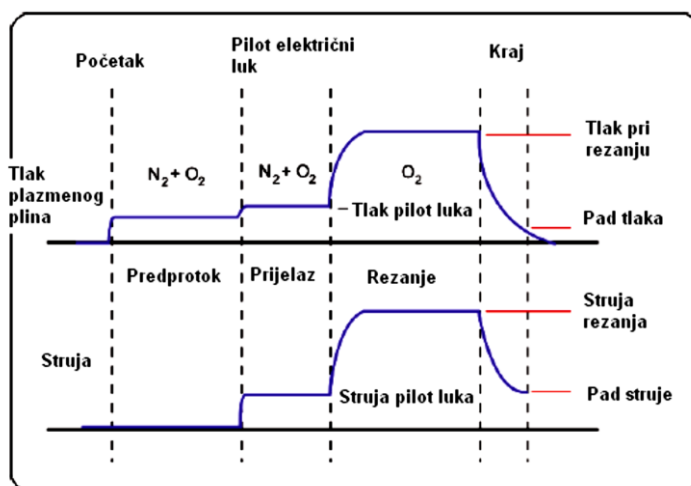 Početak
Pilot električni
luk
Kraj
Tlak
plazmenog
plina
N₂ + O₂
N₂ + O₂
O₂
Tlak pri
rezanju
– Tlak pilot luka
Pad tlaka
Predprotok
Prijelaz
Rezanje
Struja
Struja
rezanja
Struja pilot luka
Pad struje